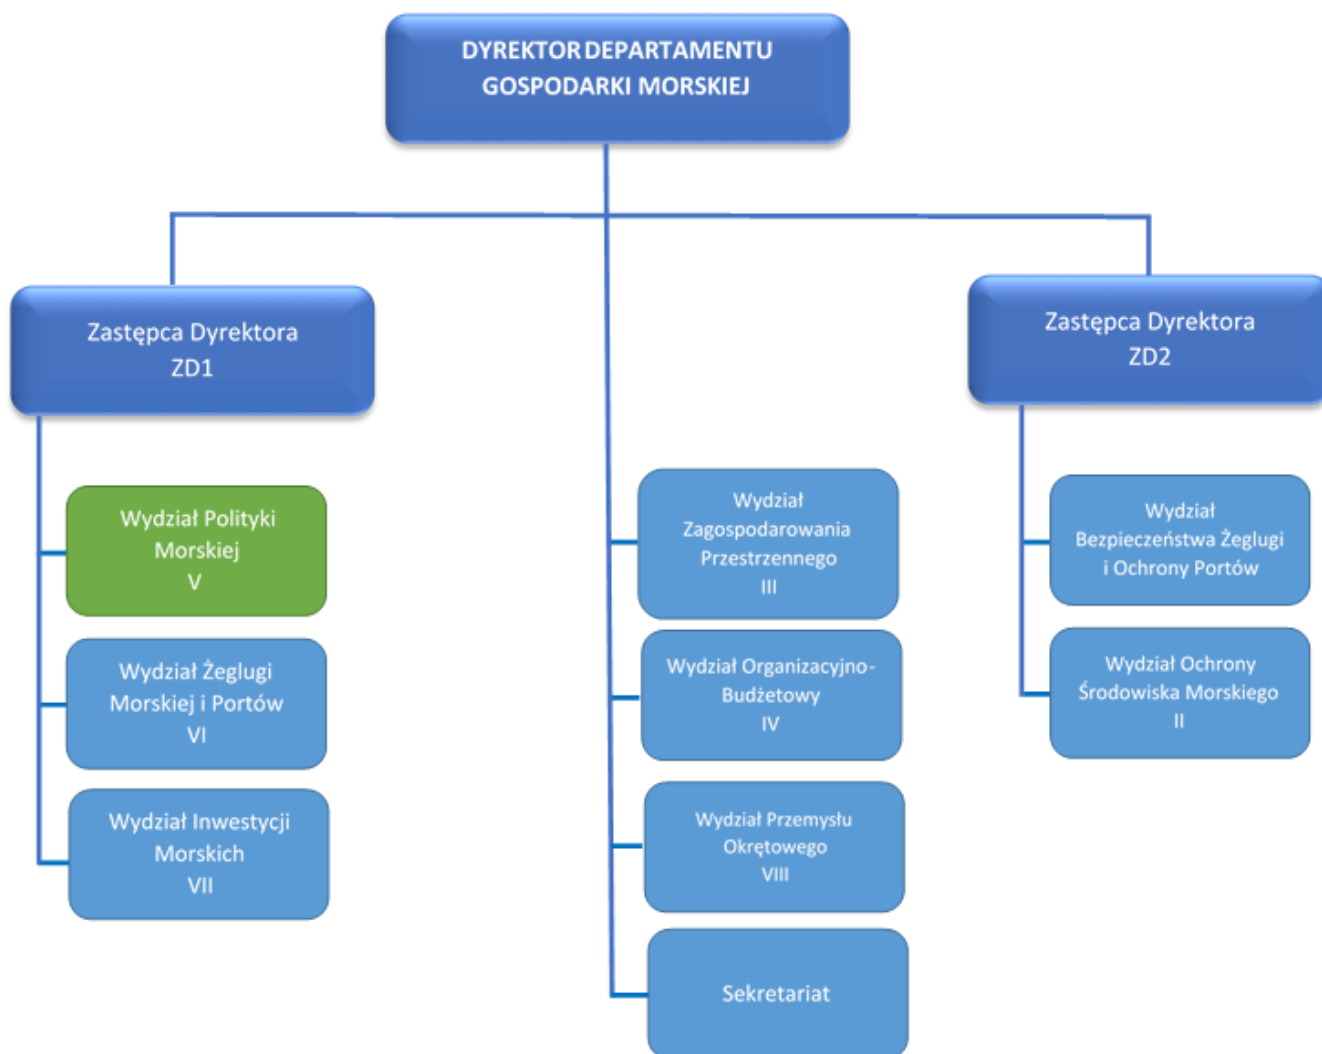 DYREKTOR DEPARTAMENTU
GOSPODARKI MORSKIEJ
Zastępca Dyrektora
ZD1
Zastępca Dyrektora
ZD2
Wydział Polityki
Morskiej
V
Wydział Żeglugi
Morskiej i Portów
VI
Wydział Inwestycji
Morskich
VII
Wydział
Zagospodarowania
Przestrzennego
III
Wydział Organizacyjno-
Budżetowy
IV
Wydział Przemysłu
Okrętowego
VIII
Sekretariat
Wydział
Bezpieczeństwa Żeglugi
i Ochrony Portów
Wydział Ochrony
Środowiska Morskiego
II